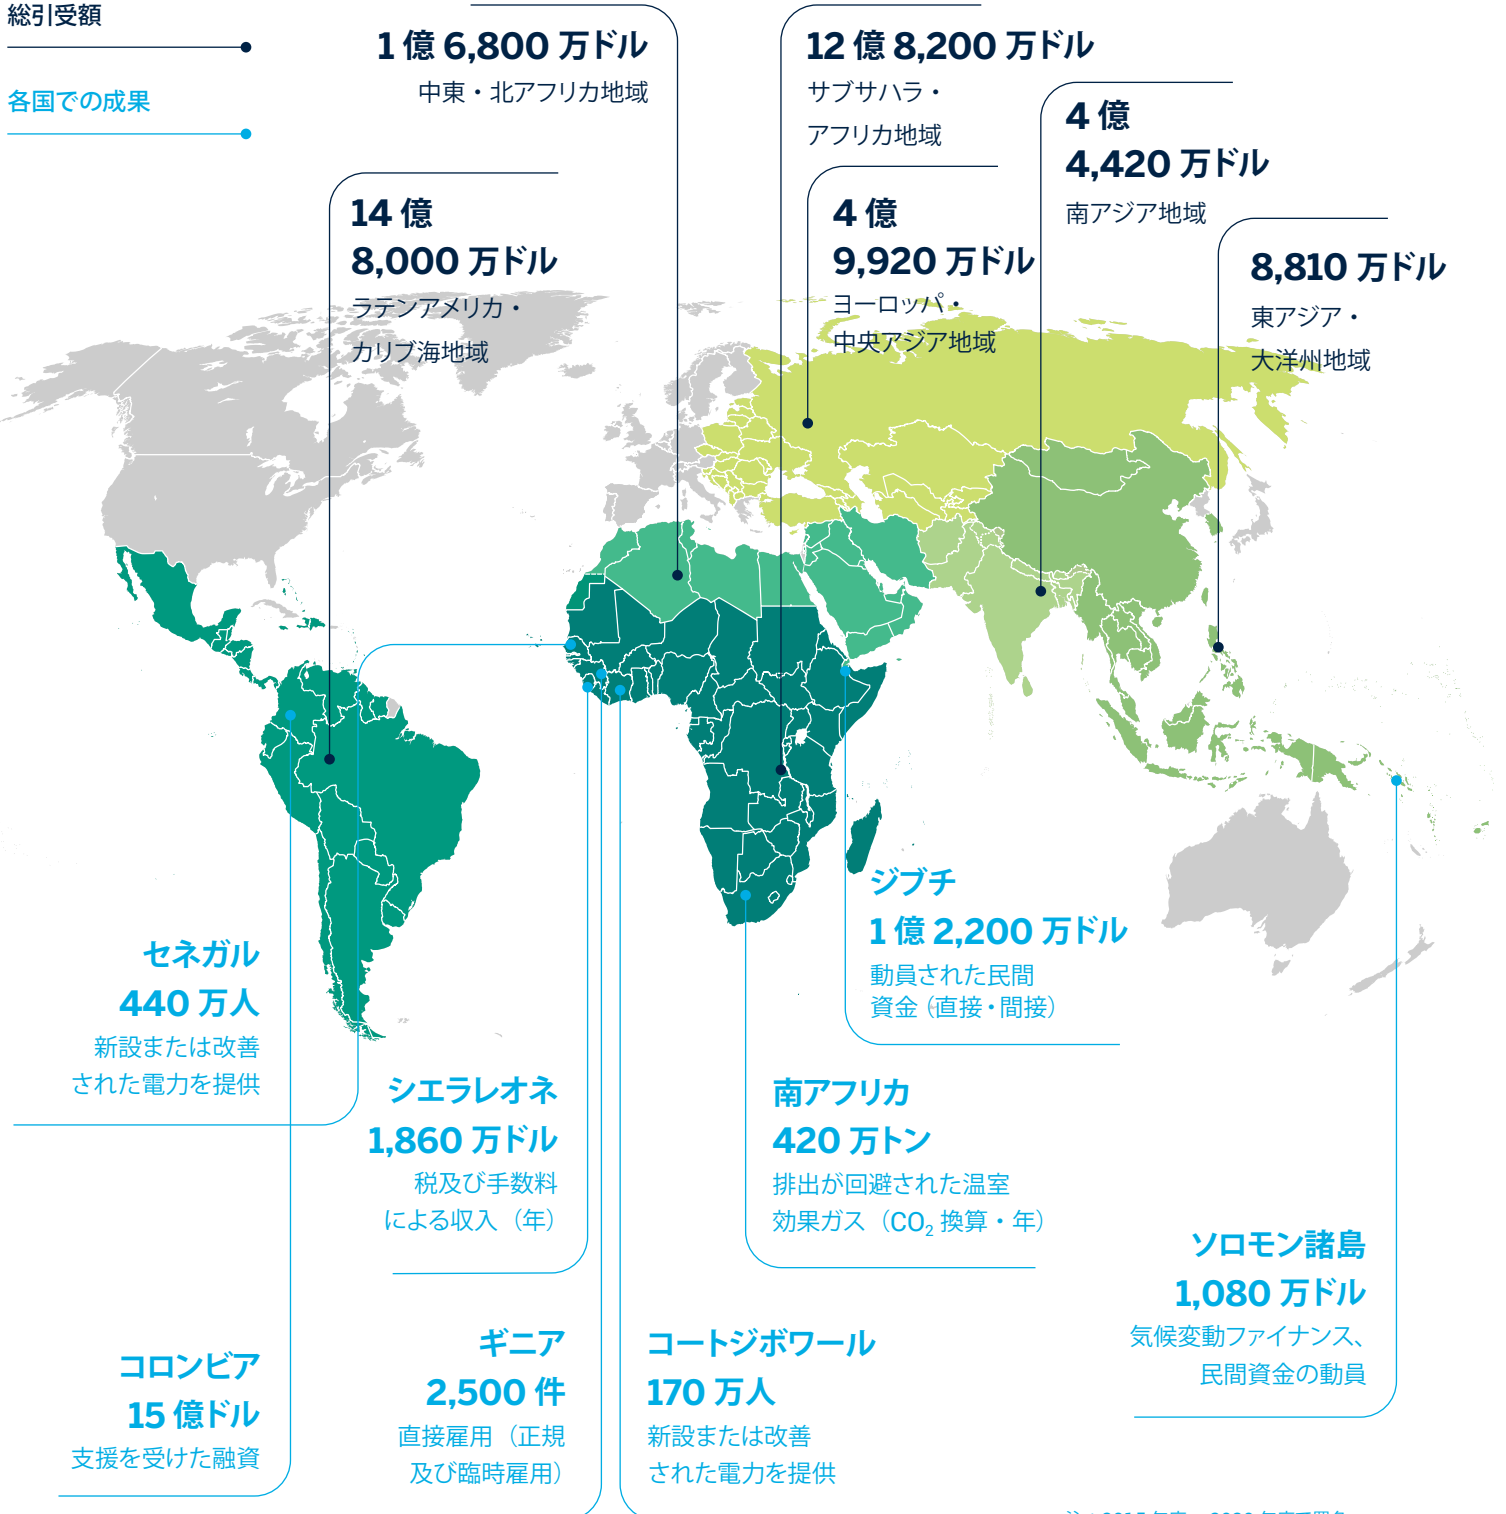 総引受額
各国での成果
1 億 6,800 万ドル
中東・北アフリカ地域
12 億 8,200 万ドル
サブサハラ・
アフリカ地域
4 億
4,420 万ドル
南アジア地域
14 億
8,000 万ドル
ラテンアメリカ・
カリブ海地域
4 億
9,920 万ドル
ヨーロッパ・
中央アジア地域
8,810 万ドル
東アジア・
大洋州地域
ジブチ
1 億 2,200 万ドル
動員された民間
資金（直接・間接）
セネガル
440 万人
新設または改善
された電力を提供
シエラレオネ
1,860 万ドル
税及び手数料
による収入（年）
南アフリカ
420 万トン
排出が回避された温室
効果ガス（CO₂ 換算・年）
ソロモン諸島
1,080 万ドル
気候変動ファイナンス、
民間資金の動員
コロンビア
15 億ドル
支援を受けた融資
ギニア
2,500 件
直接雇用（正規
及び臨時雇用）
コートジボワール
170 万人
新設または改善
された電力を提供